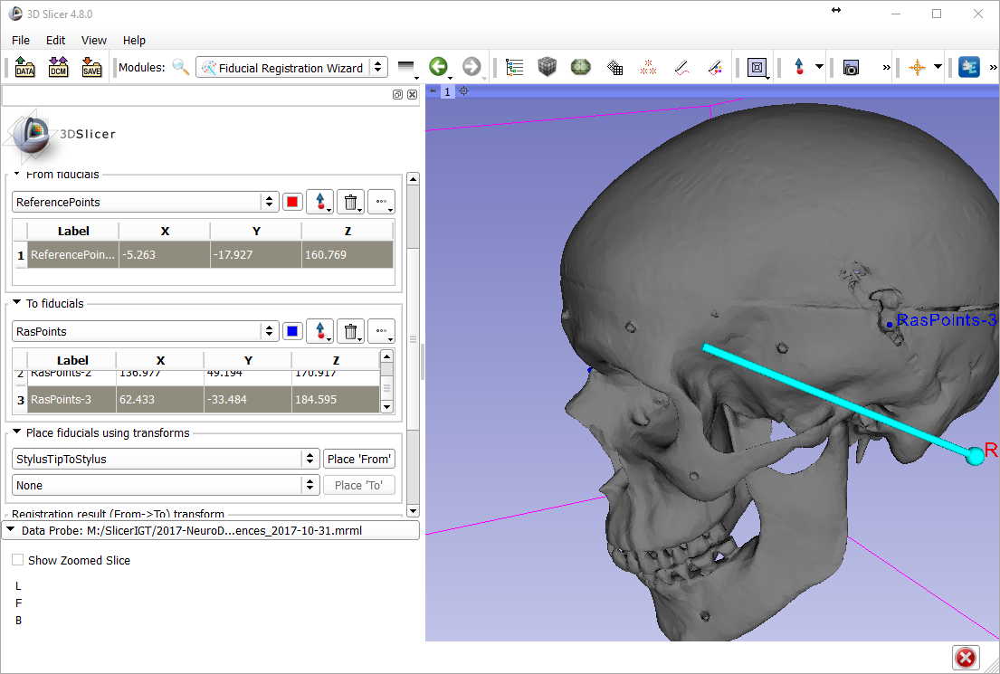 3D Slicer 4.8.0
File Edit View Help
DATA DCM SAVE Modules: Fiducial Registration Wizard
1
3DSlicer
From fiducials
ReferencePoints
Label X Y Z
1 ReferencePoin... -5.263 -17.927 160.769
To fiducials
RasPoints
Label X Y Z
2 RasPoints-2 136.977 49.194 170.917
3 RasPoints-3 62.433 -33.484 184.595
Place fiducials using transforms
StylusTipToStylus Place 'From'
None Place 'To'
Registration result (From->To) transform
Data Probe: M:/SlicerIGT/2017-NeuroD...ences_2017-10-31.mrml
Show Zoomed Slice
L
F
B
RasPoints-3
R